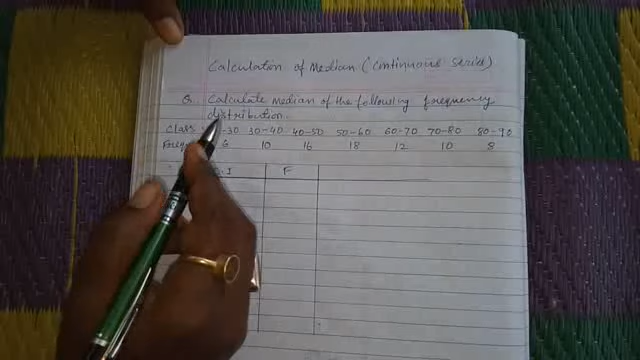 Calculation of Median (Continuous Series)
Q. Calculate median of the following frequency
distribution.
Class -30 30-40 40-50 50-60 60-70 70-80 80-90
6 10 16 18 12 10 8
C.I F